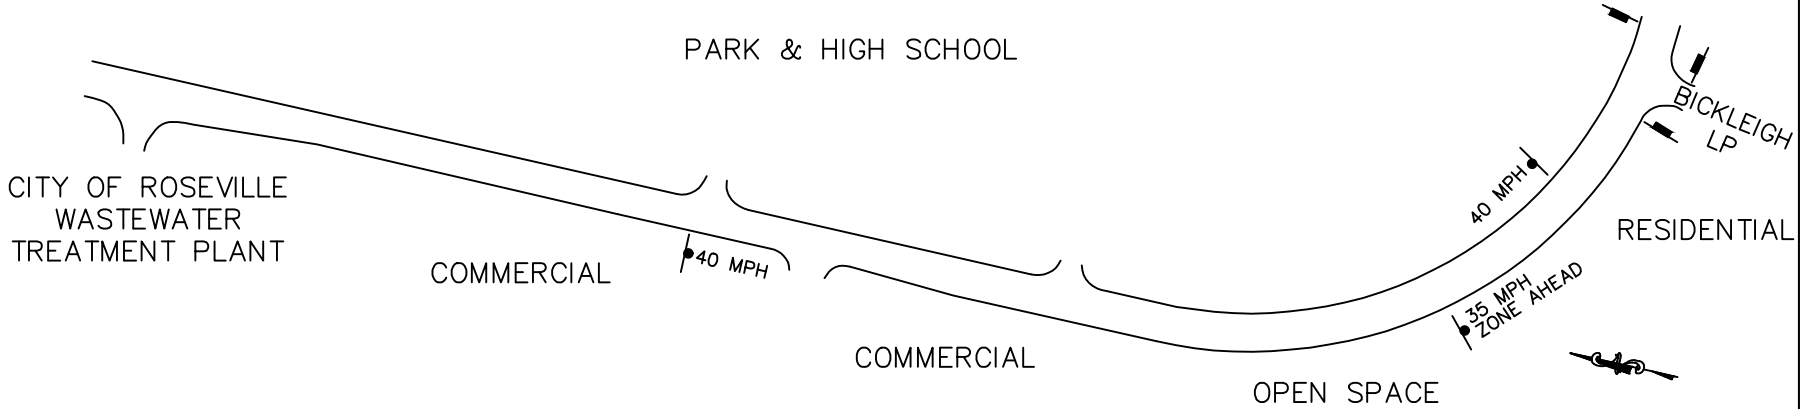 PARK & HIGH SCHOOL
BICKLEIGH
LP
CITY OF ROSEVILLE
WASTEWATER
TREATMENT PLANT
40 MPH
RESIDENTIAL
COMMERCIAL
40 MPH
35 MPH
ZONE AHEAD
COMMERCIAL
OPEN SPACE